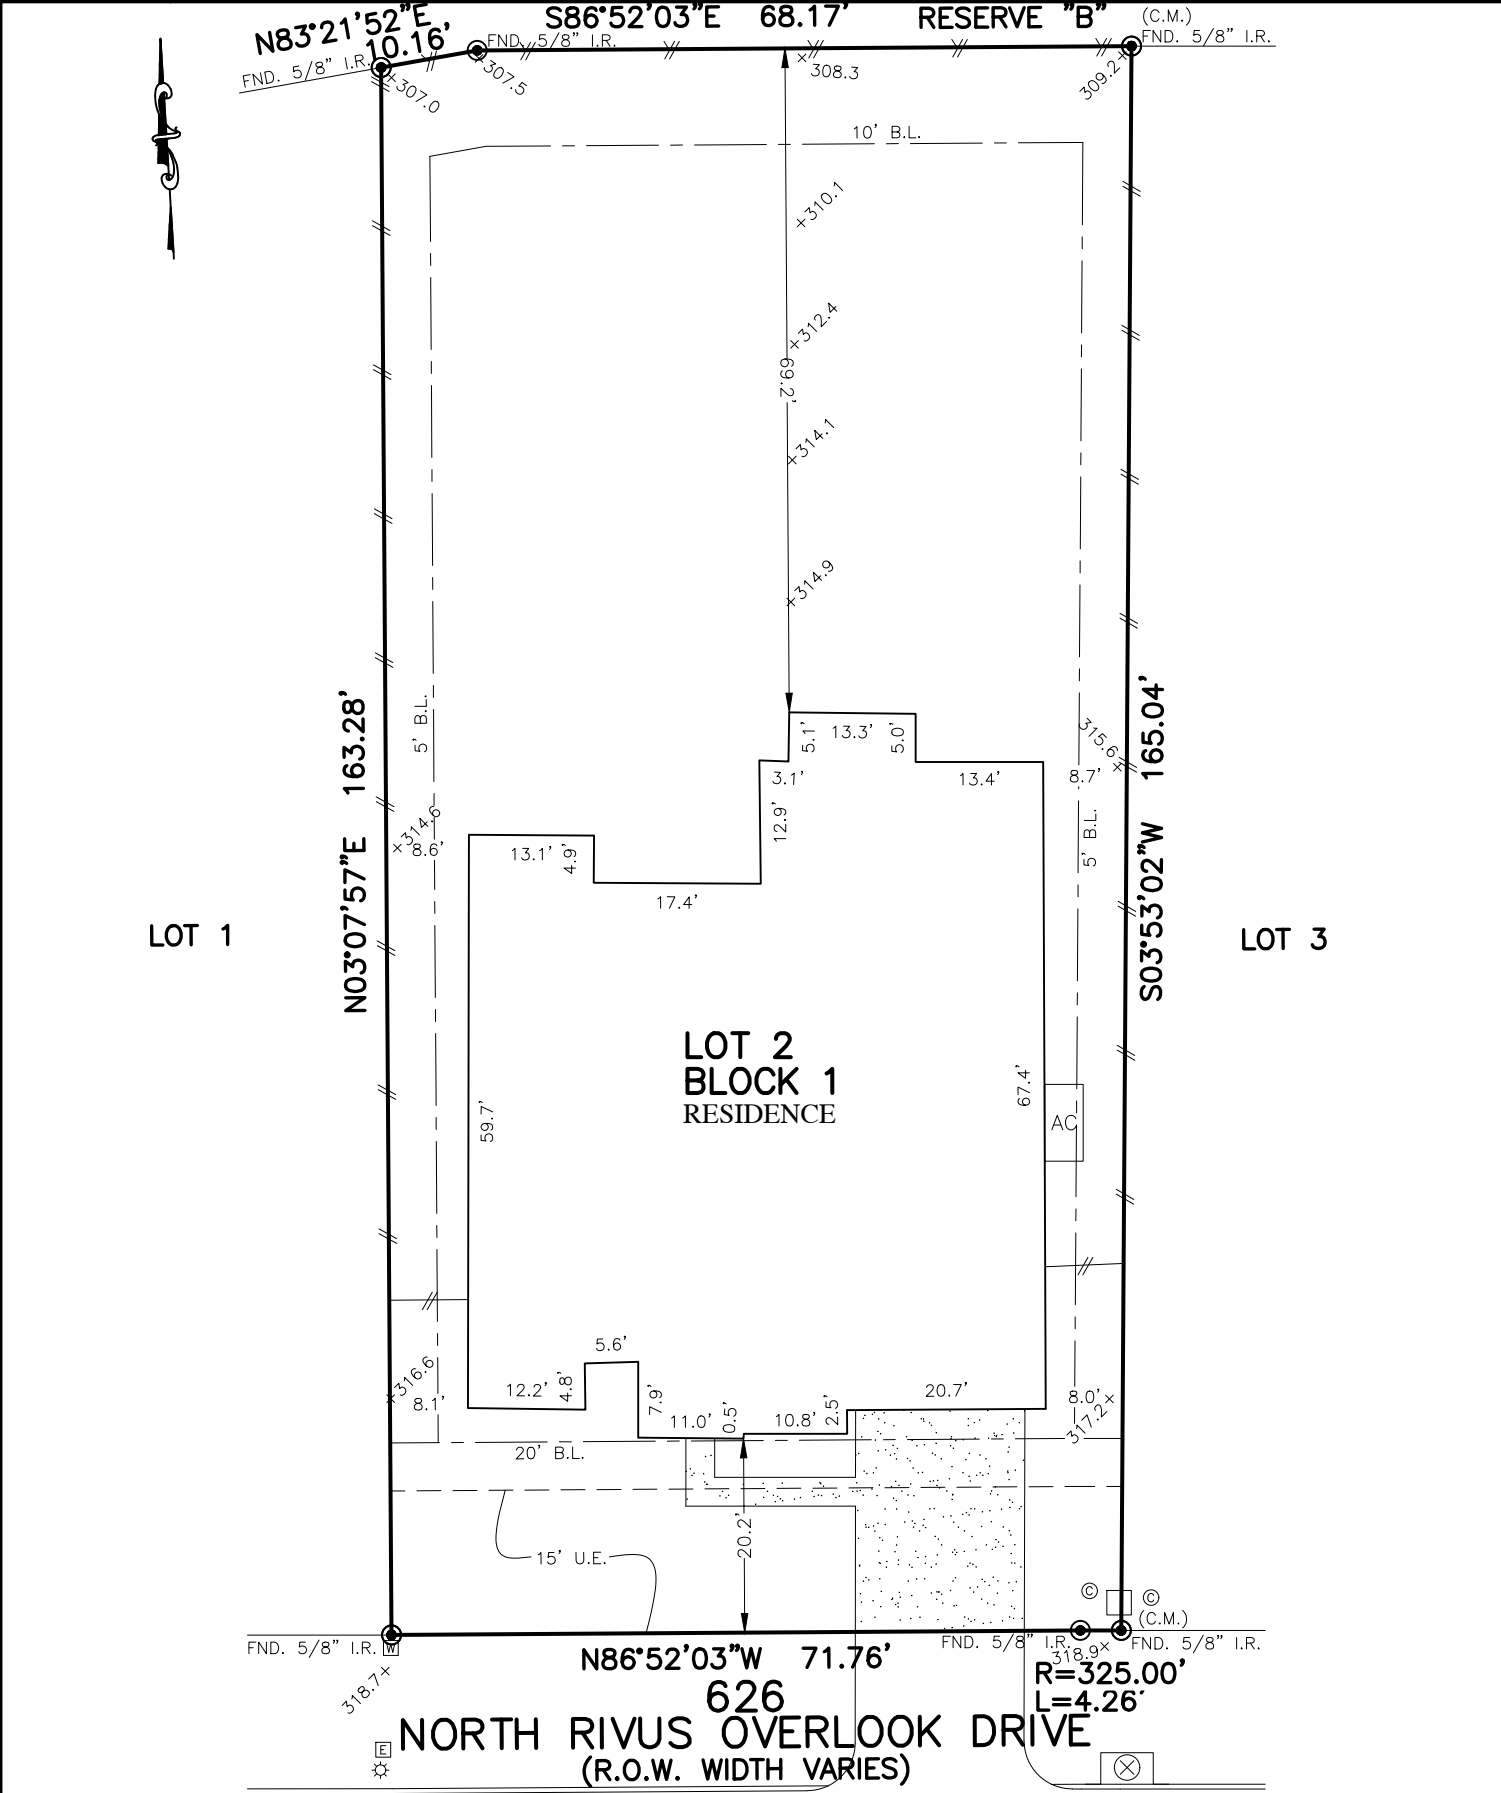 N83°21'52"E
10.16'
S86°52'03"E 68.17'
RESERVE "B"
(C.M.)
FND. 5/8" I.R.
FND. 5/8" I.R.
FND. 5/8" I.R.
307.0
307.5
308.3
309.2
10' B.L.
310.1
312.4
69.2'
314.1
314.9
N03°07'57"E 163.28'
5' B.L.
5.1'
13.3'
5.0'
315.6
S03°53'02"W 165.04'
3.1'
13.4'
8.7'
12.9'
5' B.L.
314.6
8.6'
13.1'
4.9'
17.4'
LOT 1
LOT 3
LOT 2
BLOCK 1
RESIDENCE
59.7'
67.4'
AC
5.6'
316.6
8.1'
12.2'
4.8'
7.9'
11.0'
0.5'
10.8'
2.5'
20.7'
8.0'
317.2
20' B.L.
20.2'
15' U.E.
C
C
(C.M.)
FND. 5/8" I.R.
W
FND. 5/8" I.R.
FND. 5/8" I.R.
318.7
N86°52'03"W 71.76'
318.9
R=325.00'
L=4.26'
626
NORTH RIVUS OVERLOOK DRIVE
(R.O.W. WIDTH VARIES)
E